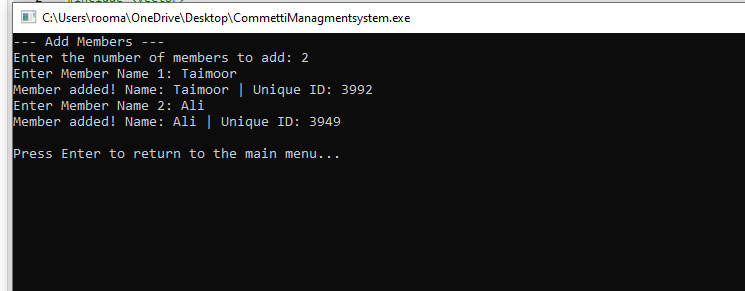 #include <vector>
C:\Users\rooma\OneDrive\Desktop\CommettiManagmentsystem.exe
--- Add Members ---
Enter the number of members to add: 2
Enter Member Name 1: Taimoor
Member added! Name: Taimoor | Unique ID: 3992
Enter Member Name 2: Ali
Member added! Name: Ali | Unique ID: 3949
Press Enter to return to the main menu...